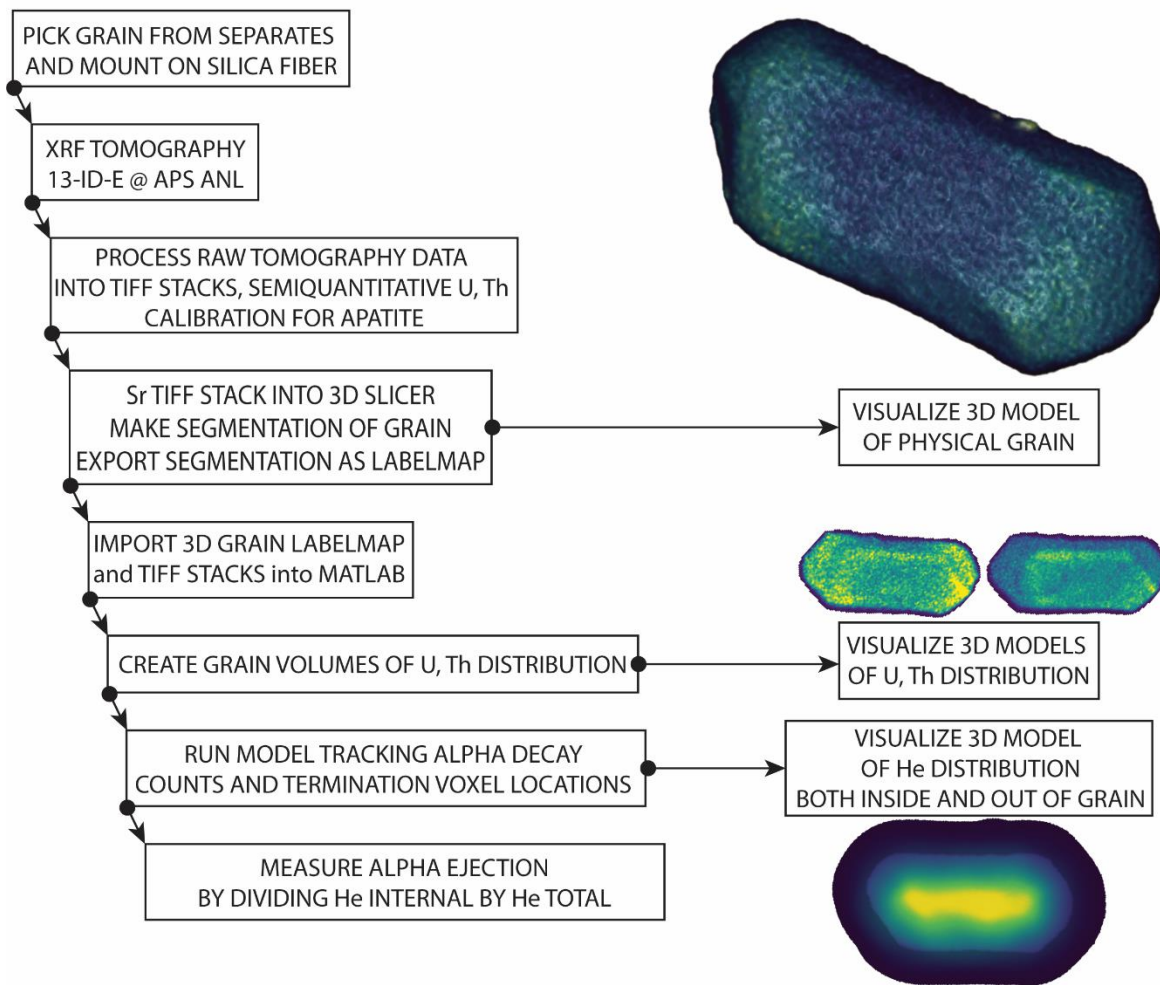 PICK GRAIN FROM SEPARATES
AND MOUNT ON SILICA FIBER
XRF TOMOGRAPHY
13-ID-E @ APS ANL
PROCESS RAW TOMOGRAPHY DATA
INTO TIFF STACKS, SEMIQUANTITATIVE U, Th
CALIBRATION FOR APATITE
Sr TIFF STACK INTO 3D SLICER
MAKE SEGMENTATION OF GRAIN
EXPORT SEGMENTATION AS LABELMAP
VISUALIZE 3D MODEL
OF PHYSICAL GRAIN
IMPORT 3D GRAIN LABELMAP
and TIFF STACKS into MATLAB
CREATE GRAIN VOLUMES OF U, Th DISTRIBUTION
VISUALIZE 3D MODELS
OF U, Th DISTRIBUTION
RUN MODEL TRACKING ALPHA DECAY
COUNTS AND TERMINATION VOXEL LOCATIONS
VISUALIZE 3D MODEL
OF He DISTRIBUTION
BOTH INSIDE AND OUT OF GRAIN
MEASURE ALPHA EJECTION
BY DIVIDING He INTERNAL BY He TOTAL